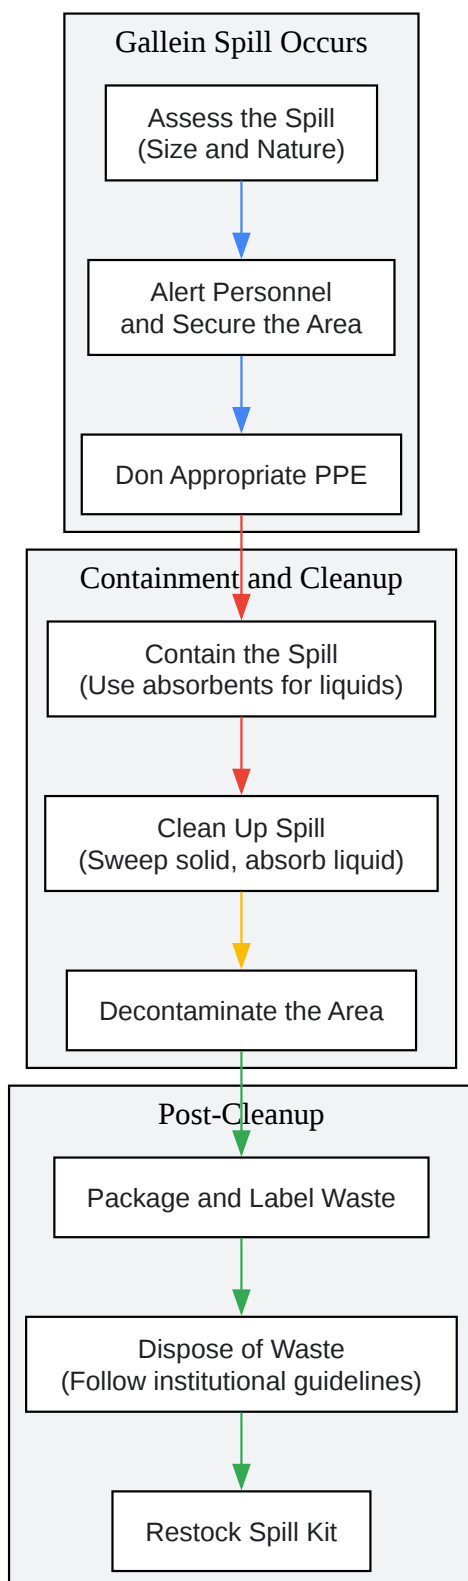 Gallein Spill Occurs
Assess the Spill
(Size and Nature)
Alert Personnel
and Secure the Area
Don Appropriate PPE
Containment and Cleanup
Contain the Spill
(Use absorbents for liquids)
Clean Up Spill
(Sweep solid, absorb liquid)
Decontaminate the Area
Post-Cleanup
Package and Label Waste
Dispose of Waste
(Follow institutional guidelines)
Restock Spill Kit